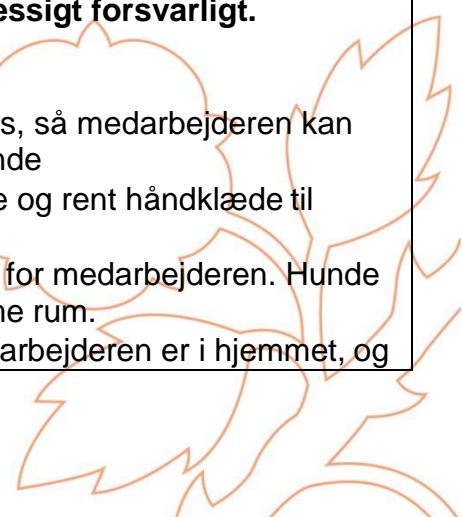 essigt forsvarligt.
s, så medarbejderen kan
nde
e og rent håndklæde til
for medarbejderen. Hunde
ne rum.
arbejderen er i hjemmet, og